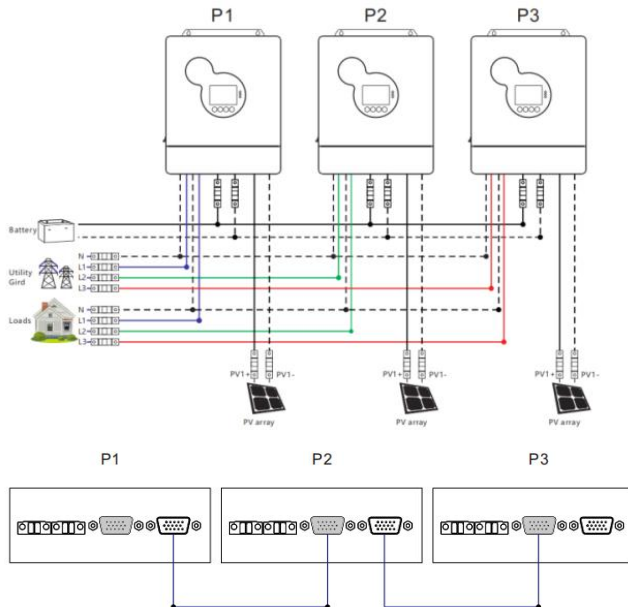 P1 P2 P3
Battery
N
L1
Utility
L2
Gird
L3
N
Loads
L1
L2
L3
PV1+ PV1- PV1+ PV1- PV1+ PV1-
PV array PV array PV array
P1 P2 P3